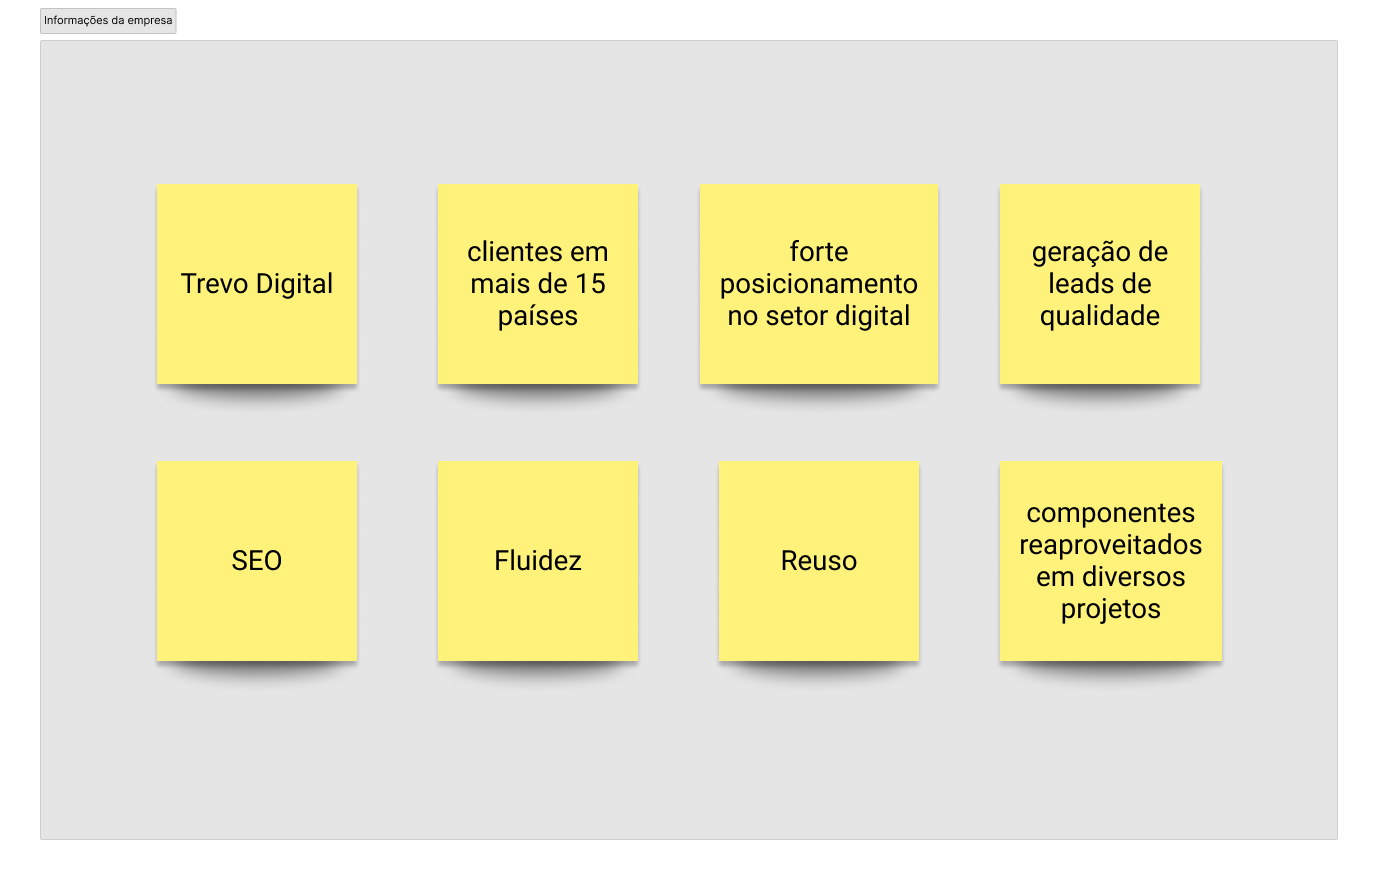 Informações da empresa
Trevo Digital
clientes em
mais de 15
países
forte
posicionamento
no setor digital
geração de
leads de
qualidade
SEO
Fluidez
Reuso
componentes
reaproveitados
em diversos
projetos